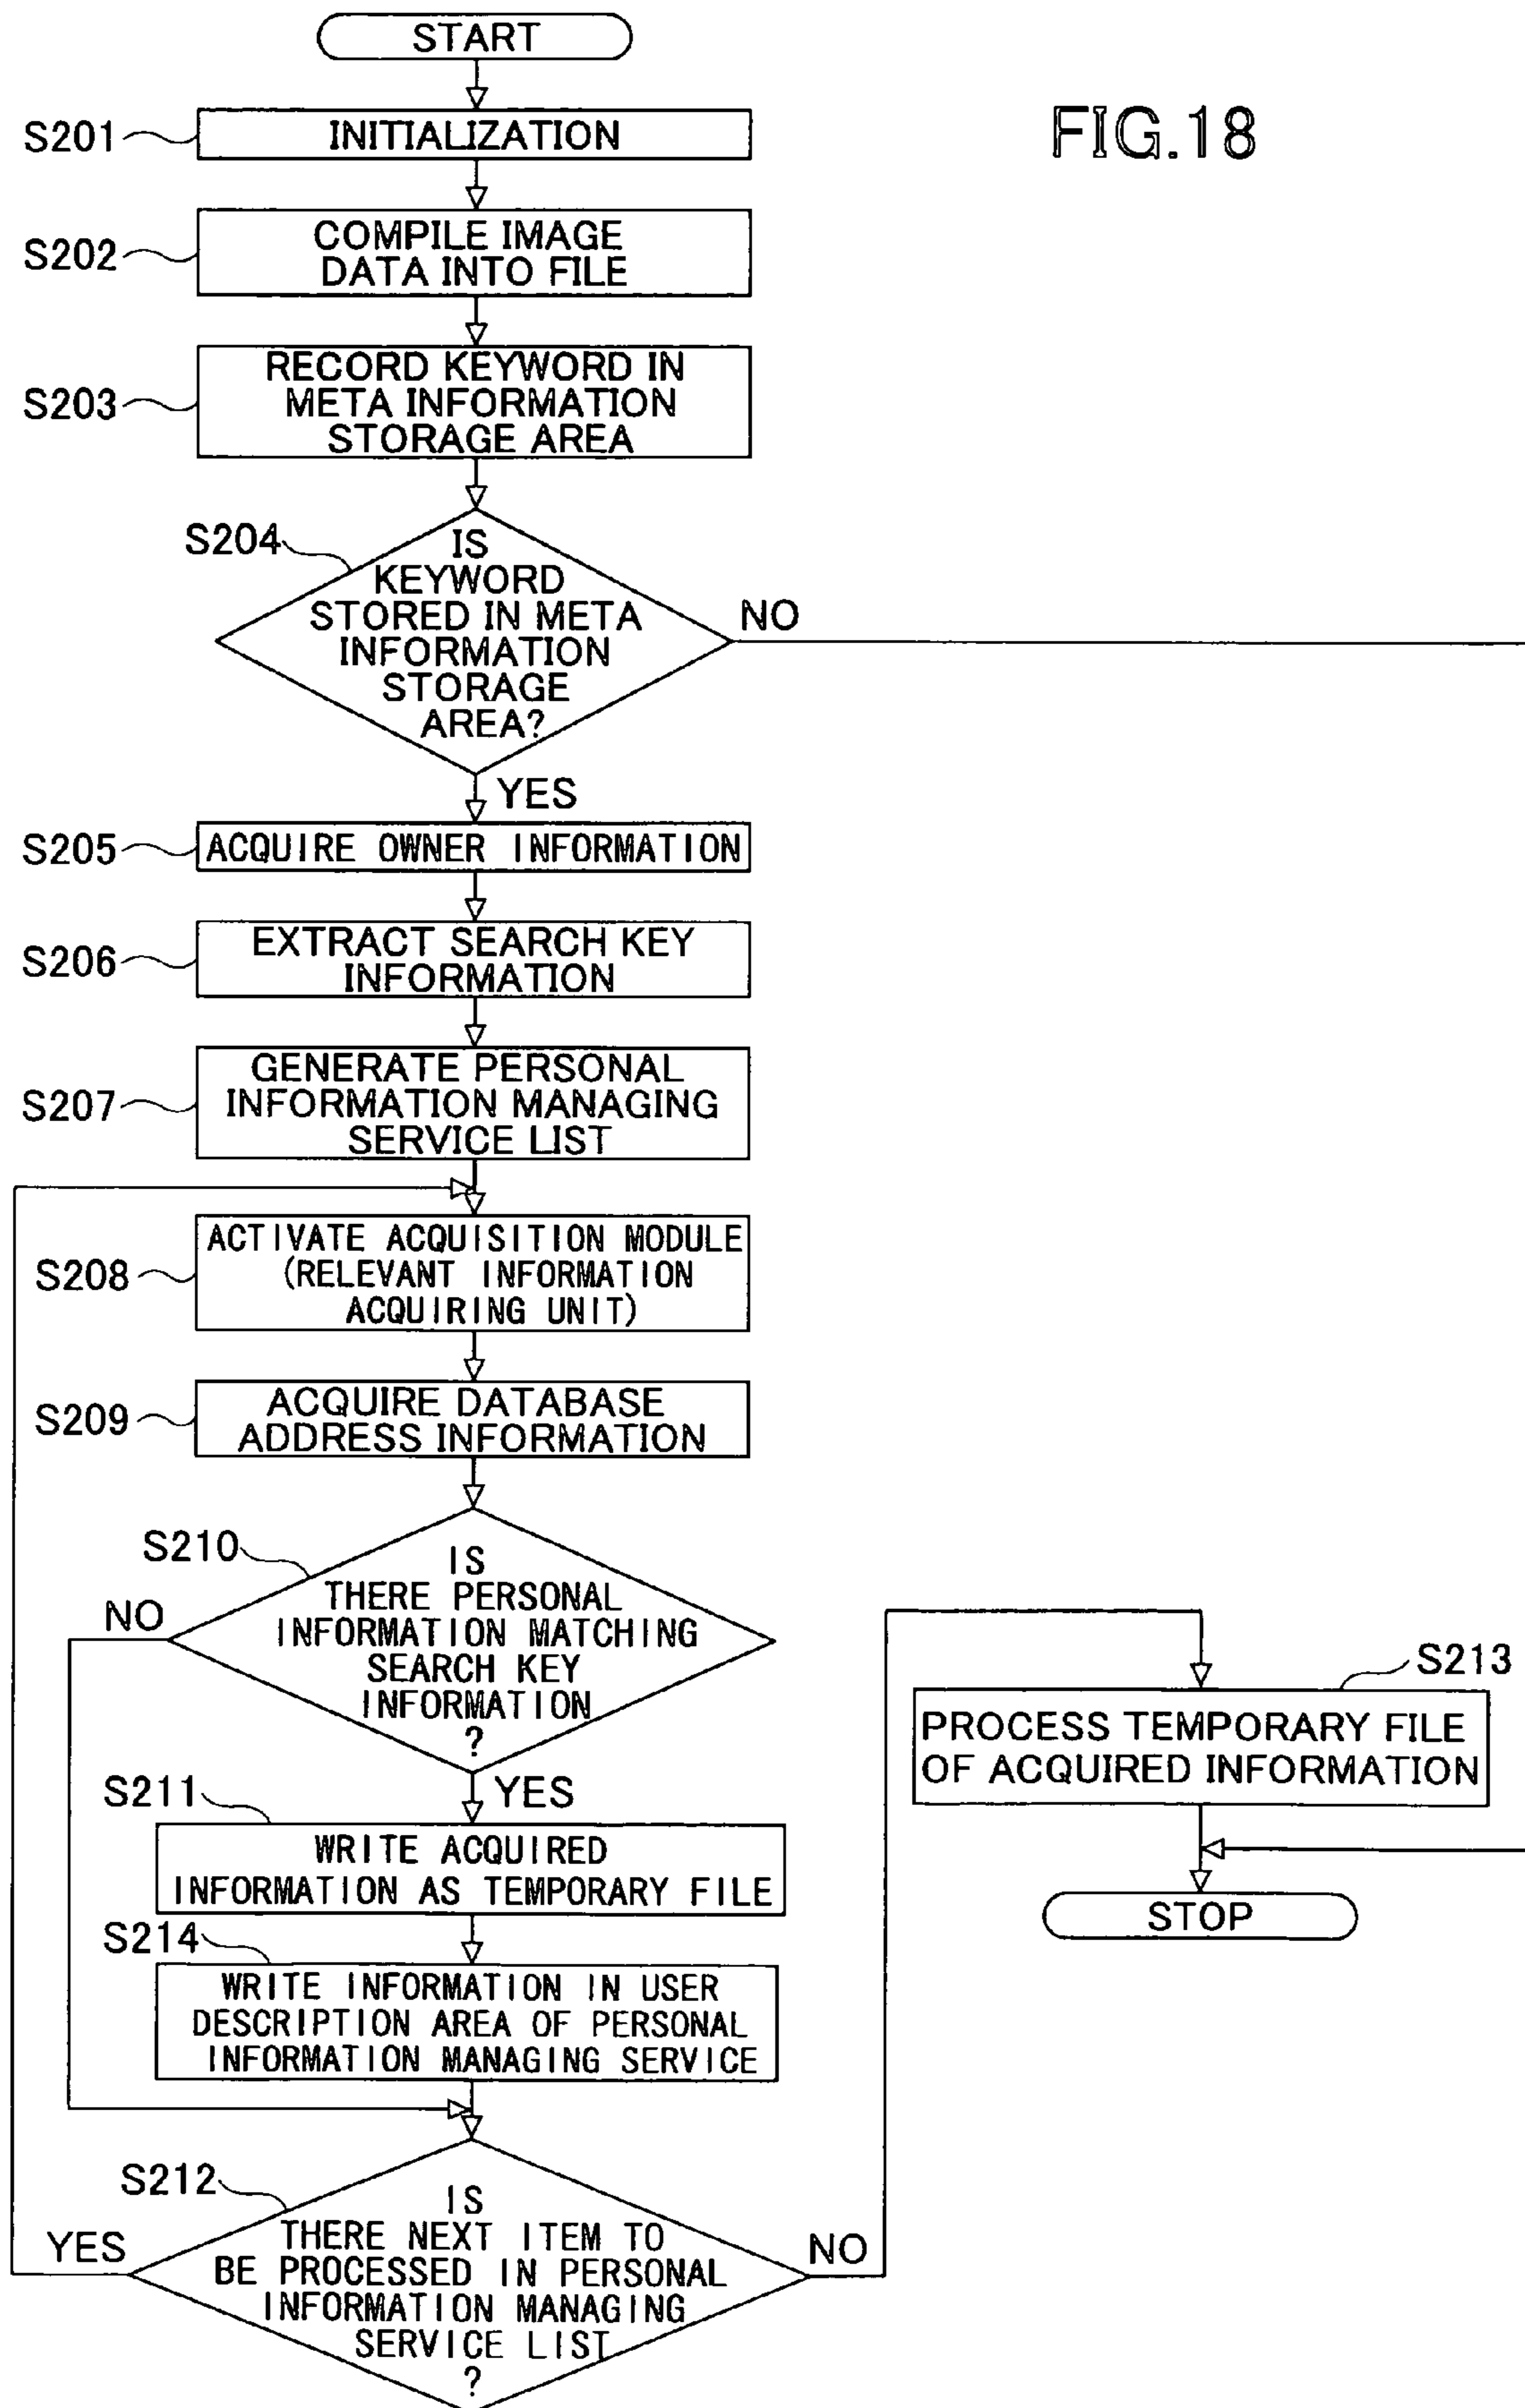 START
FIG.18
S201
INITIALIZATION
S202
COMPILE IMAGE
DATA INTO FILE
S203
RECORD KEYWORD IN
META INFORMATION
STORAGE AREA
S204
IS
KEYWORD
STORED IN META
INFORMATION
STORAGE
AREA?
NO
YES
S205
ACQUIRE OWNER INFORMATION
S206
EXTRACT SEARCH KEY
INFORMATION
S207
GENERATE PERSONAL
INFORMATION MANAGING
SERVICE LIST
S208
ACTIVATE ACQUISITION MODULE
(RELEVANT INFORMATION
ACQUIRING UNIT)
S209
ACQUIRE DATABASE
ADDRESS INFORMATION
S210
IS
THERE PERSONAL
INFORMATION MATCHING
SEARCH KEY
INFORMATION
?
NO
YES
S211
WRITE ACQUIRED
INFORMATION AS TEMPORARY FILE
S214
WRITE INFORMATION IN USER
DESCRIPTION AREA OF PERSONAL
INFORMATION MANAGING SERVICE
S212
IS
THERE NEXT ITEM TO
BE PROCESSED IN PERSONAL
INFORMATION MANAGING
SERVICE LIST
?
YES
NO
S213
PROCESS TEMPORARY FILE
OF ACQUIRED INFORMATION
STOP